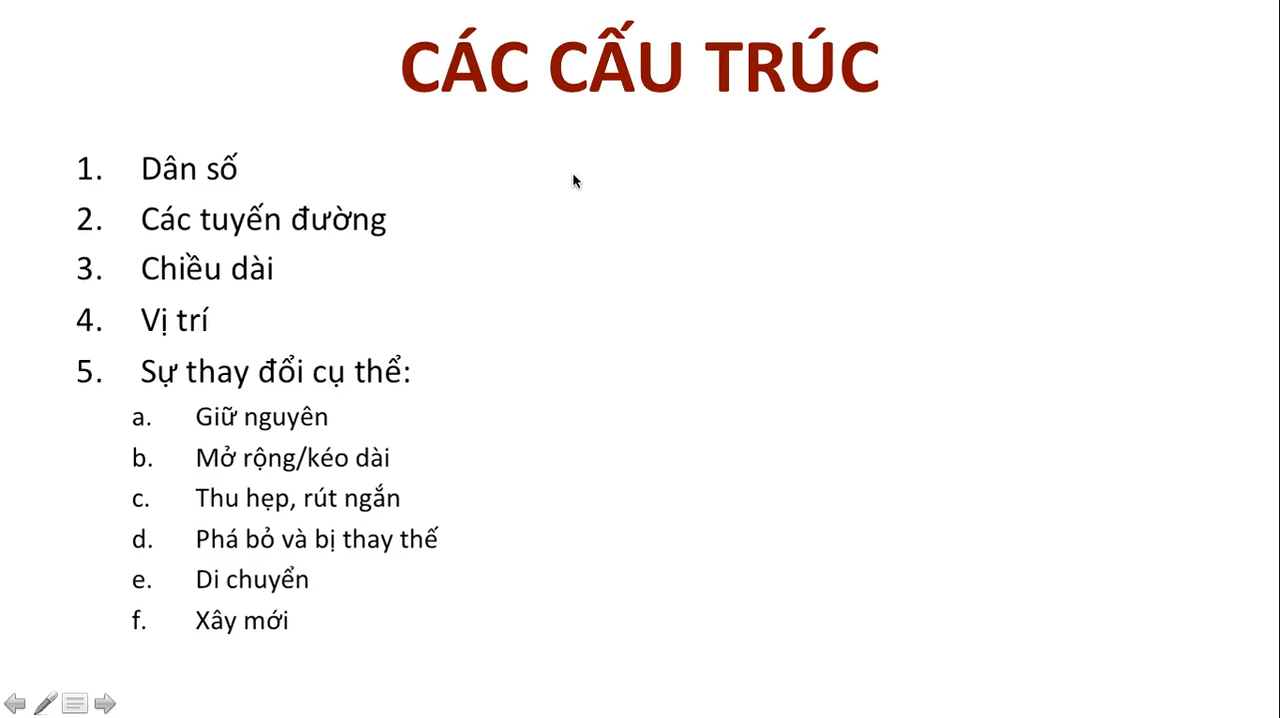 CÁC CẤU TRÚC
1. Dân số
2. Các tuyến đường
3. Chiều dài
4. Vị trí
5. Sự thay đổi cụ thể:
a. Giữ nguyên
b. Mở rộng/kéo dài
c. Thu hẹp, rút ngắn
d. Phá bỏ và bị thay thế
e. Di chuyển
f. Xây mới